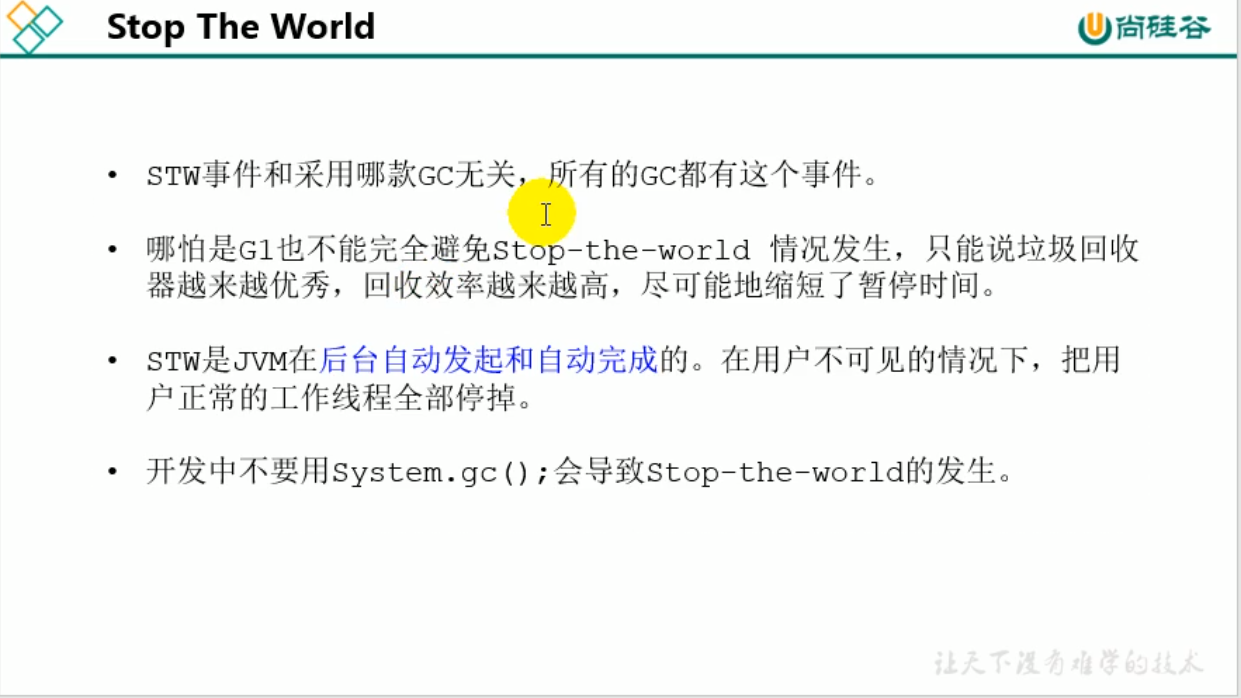 Stop The World
尚硅谷
• STW事件和采用哪款GC无关，所有的GC都有这个事件。
• 哪怕是G1也不能完全避免Stop-the-world 情况发生，只能说垃圾回收
器越来越优秀，回收效率越来越高，尽可能地缩短了暂停时间。
• STW是JVM在后台自动发起和自动完成的。在用户不可见的情况下，把用
户正常的工作线程全部停掉。
• 开发中不要用System.gc();会导致Stop-the-world的发生。
让天下没有难学的技术